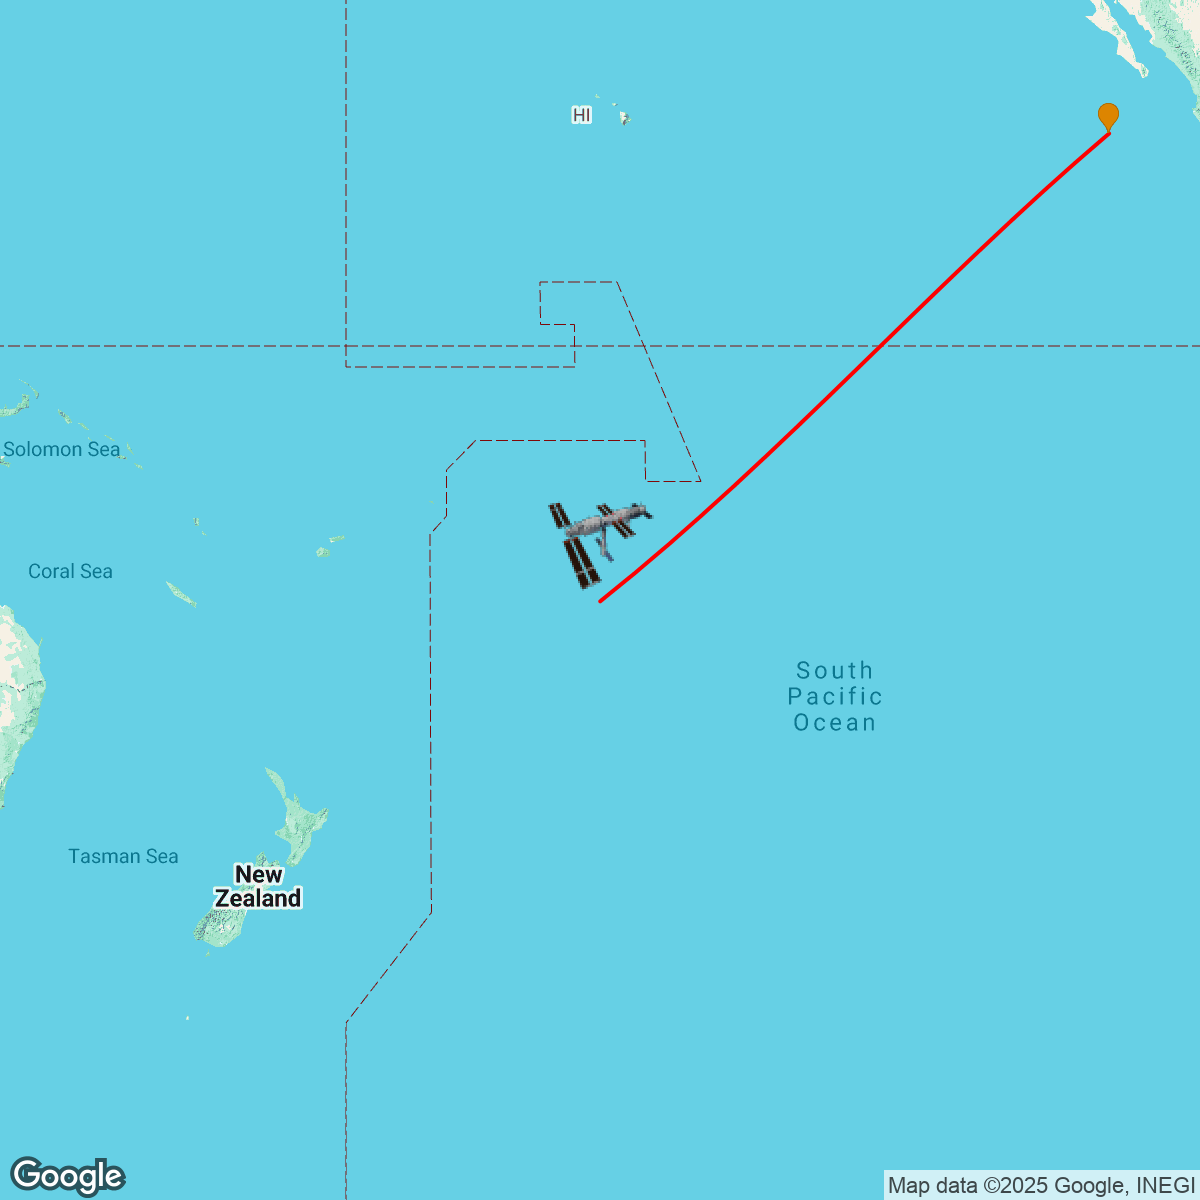 HI
Solomon Sea
Coral Sea
South
Pacific
Ocean
Tasman Sea
New
Zealand
Google
Map data ©2025 Google, INEGI